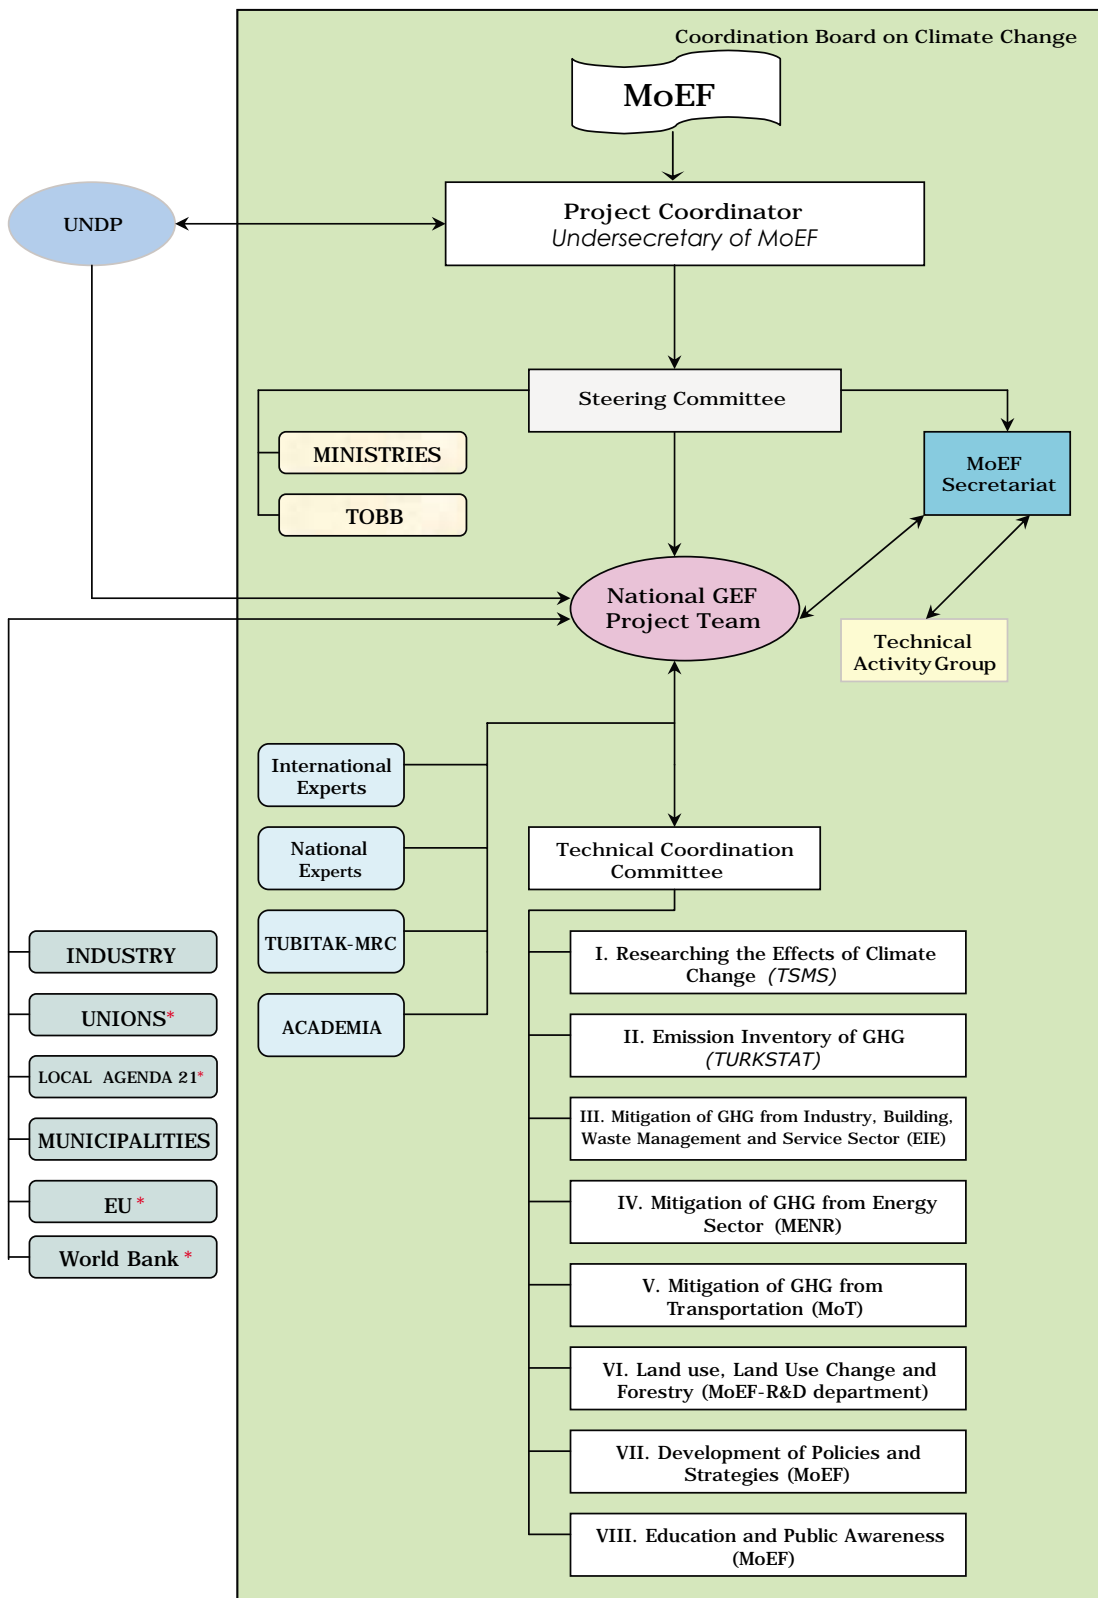 Coordination Board on Climate Change
MoEF
Project Coordinator
Undersecretary of MoEF
UNDP
Steering Committee
MINISTRIES
TOBB
MoEF
Secretariat
National GEF
Project Team
Technical
Activity Group
International
Experts
National
Experts
TUBITAK-MRC
ACADEMIA
Technical Coordination
Committee
INDUSTRY
UNIONS*
LOCAL AGENDA 21*
MUNICIPALITIES
EU *
World Bank *
I. Researching the Effects of Climate
Change (TSMS)
II. Emission Inventory of GHG
(TURKSTAT)
III. Mitigation of GHG from Industry, Building,
Waste Management and Service Sector (EIE)
IV. Mitigation of GHG from Energy
Sector (MENR)
V. Mitigation of GHG from
Transportation (MoT)
VI. Land use, Land Use Change and
Forestry (MoEF-R&D department)
VII. Development of Policies and
Strategies (MoEF)
VIII. Education and Public Awareness
(MoEF)